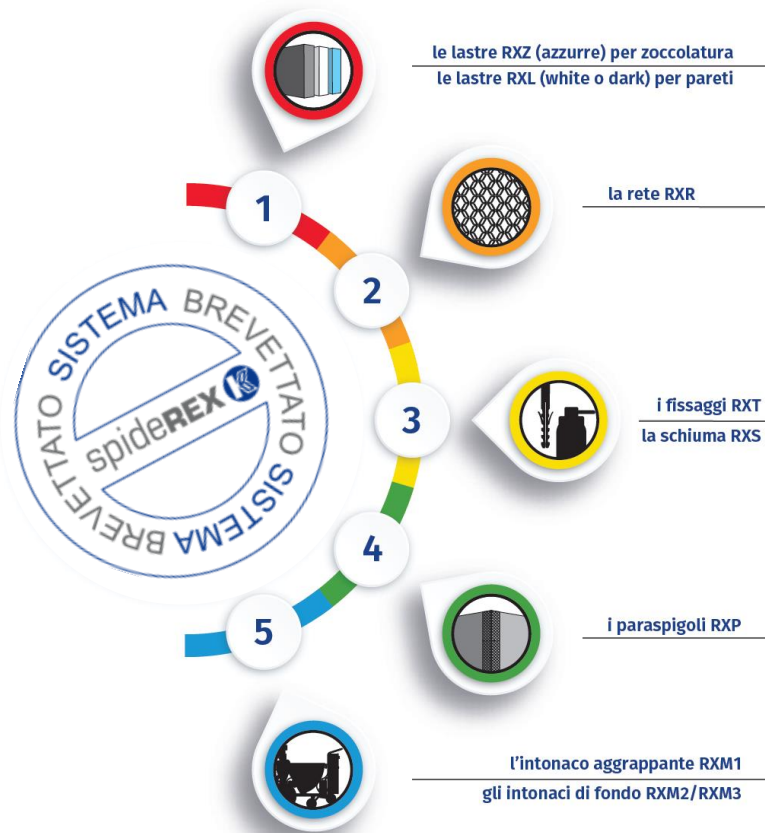 le lastre RXZ (azzurre) per zoccolatura
le lastre RXL (white o dark) per pareti
1
la rete RXR
2
SISTEMA BREVETTATO SISTEMA BREVETTATO
spideREX
i fissaggi RXT
la schiuma RXS
3
4
i paraspigoli RXP
5
l'intonaco aggrappante RXM1
gli intonaci di fondo RXM2/RXM3